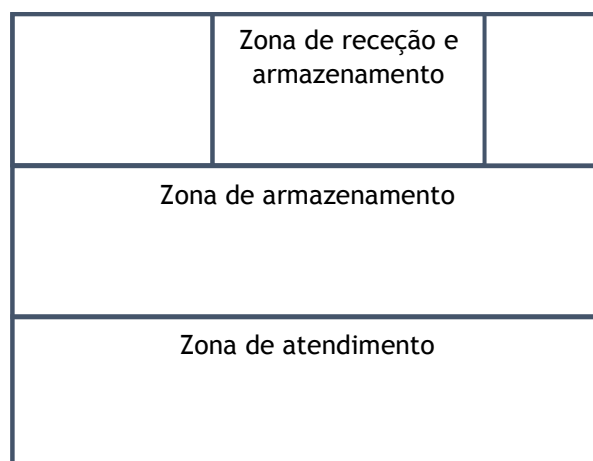 Zona de receção e
armazenamento
Zona de armazenamento
Zona de atendimento